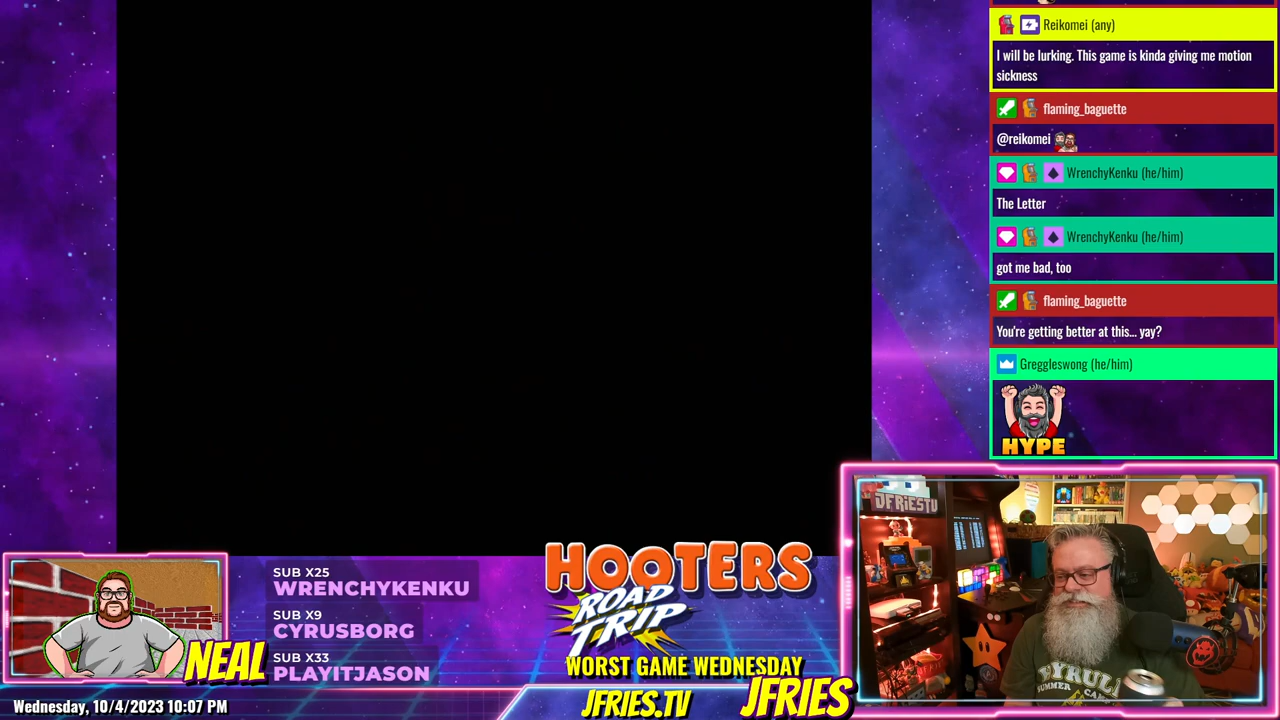 Reikomei (any)
I will be lurking. This game is kinda giving me motion
sickness
flaming_baguette
@reikomei
WrenchyKenku (he/him)
The Letter
WrenchyKenku (he/him)
got me bad, too
flaming_baguette
You're getting better at this... yay?
Greggleswong (he/him)
HYPE
JFRIESTV
SUB X25
WRENCHYKENKU
SUB X9
CYRUSBORG
SUB X33
PLAYITJASON
NEAL
HOOTERS
ROAD
TRIP
WORST GAME WEDNESDAY
JFRIES.TV
JFRIES
HYRULE
SUMMER CAMP
Wednesday, 10/4/2023 10:07 PM